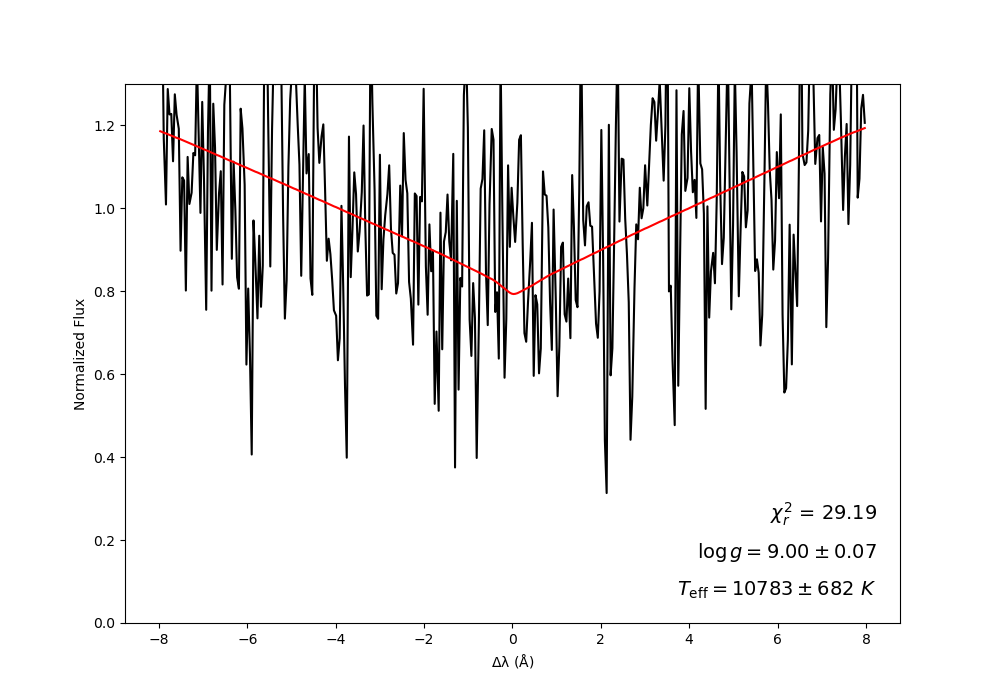 1.2
1.0
0.8
0.6
0.4
0.2
0.0
Normalized Flux
χ²ᵣ = 29.19
log g = 9.00 ± 0.07
T_eff = 10783 ± 682 K
−8 −6 −4 −2 0 2 4 6 8
Δλ (Å)